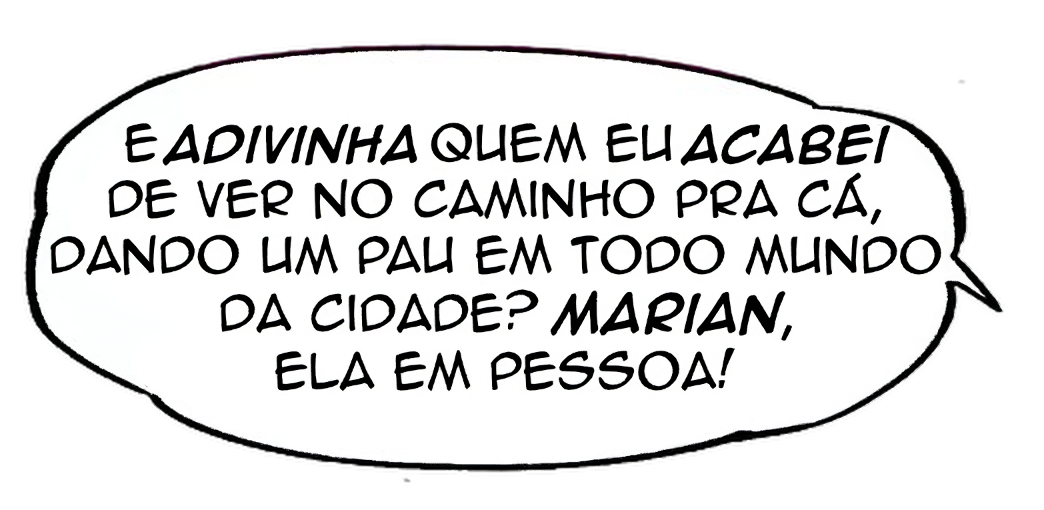 E ADIVINHA QUEM EU ACABEI
DE VER NO CAMINHO PRA CÁ,
DANDO UM PAU EM TODO MUNDO
DA CIDADE? MARIAN,
ELA EM PESSOA!